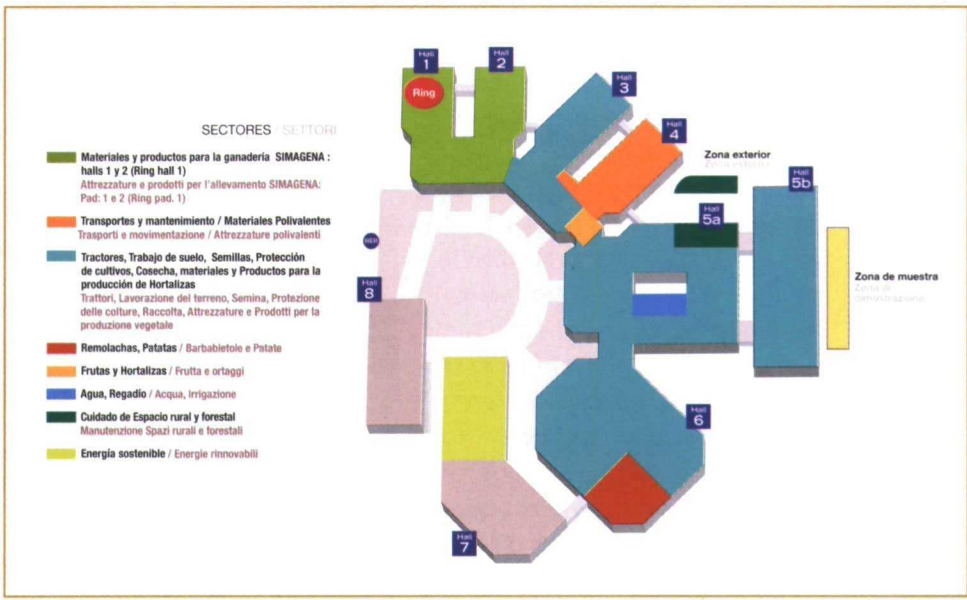 SECTORES / SETTORI
Materiales y productos para la ganadería SIMAGENA :
halls 1 y 2 (Ring hall 1)
Attrezzature e prodotti per l'allevamento SIMAGENA:
Pad: 1 e 2 (Ring pad. 1)
Transportes y mantenimiento / Materiales Polivalentes
Trasporti e movimentazione / Attrezzature polivalenti
Tractores, Trabajo de suelo, Semillas, Protección
de cultivos, Cosecha, materiales y Productos para la
producción de Hortalizas
Trattori, Lavorazione del terreno, Semina, Protezione
delle colture, Raccolta, Attrezzature e Prodotti per la
produzione vegetale
Remolachas, Patatas / Barbabietole e Patate
Frutas y Hortalizas / Frutta e ortaggi
Agua, Regadío / Acqua, Irrigazione
Cuidado de Espacio rural y forestal
Manutenzione Spazi rurali e forestali
Energía sostenible / Energie rinnovabili
Hall 1
Ring
Hall 2
Hall 3
Hall 4
Zona exterior
Hall 5a
Hall 5b
Zona de muestra
Zona di
Hall 8
Hall 6
Hall 7